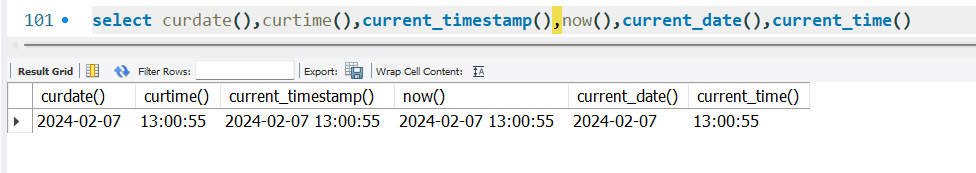 101 select curdate(),curtime(),current_timestamp(),now(),current_date(),current_time()
Result Grid Filter Rows: Export: Wrap Cell Content:
curdate() curtime() current_timestamp() now() current_date() current_time()
2024-02-07 13:00:55 2024-02-07 13:00:55 2024-02-07 13:00:55 2024-02-07 13:00:55